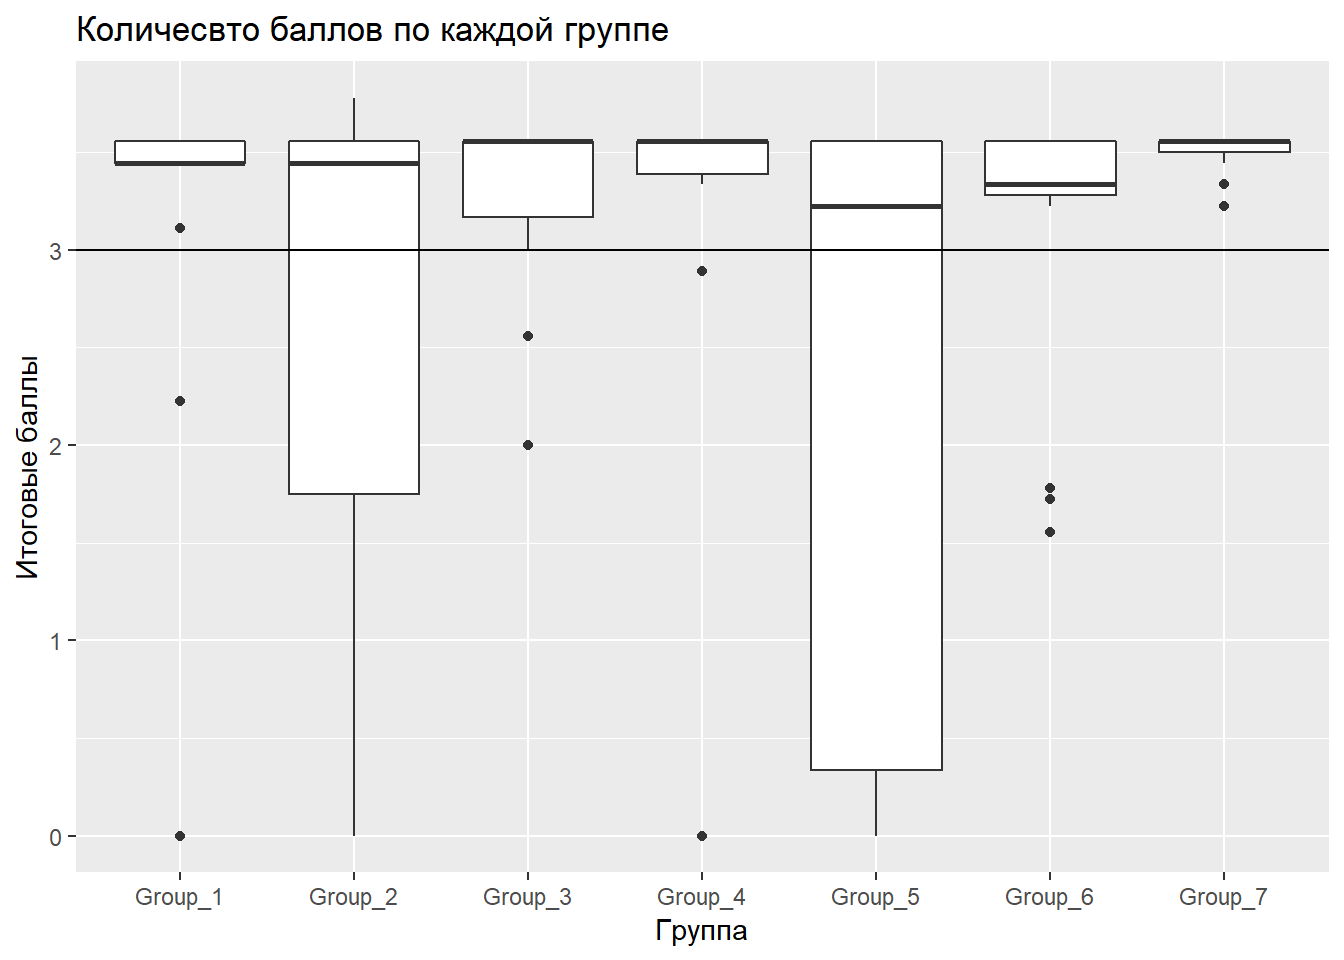 Количесвто баллов по каждой группе
Итоговые баллы
3
2
1
0
Group_1 Group_2 Group_3 Group_4 Group_5 Group_6 Group_7
Группа